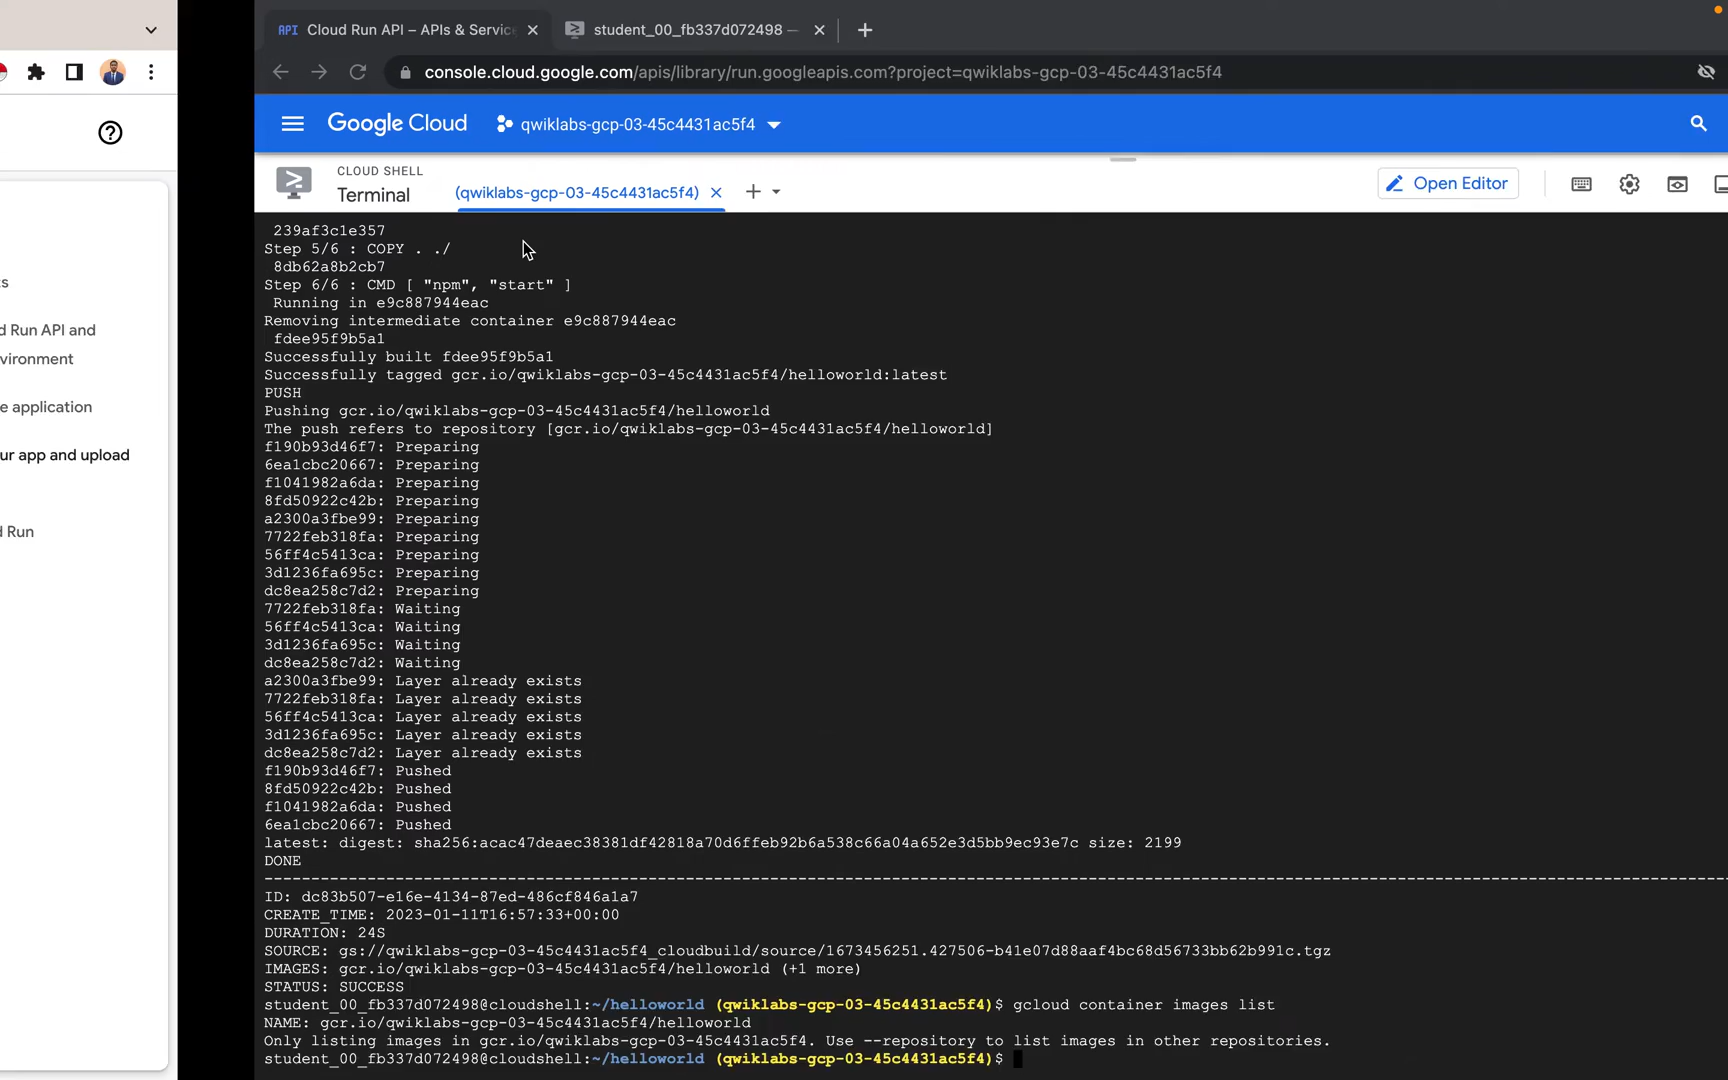 API Cloud Run API – APIs & Service
student_00_fb337d072498 —
console.cloud.google.com/apis/library/run.googleapis.com?project=qwiklabs-gcp-03-45c4431ac5f4
Google Cloud
qwiklabs-gcp-03-45c4431ac5f4
CLOUD SHELL
Terminal
(qwiklabs-gcp-03-45c4431ac5f4)
Open Editor
s
d Run API and
vironment
e application
ur app and upload
d Run
239af3c1e357
Step 5/6 : COPY . ./
8db62a8b2cb7
Step 6/6 : CMD [ "npm", "start" ]
Running in e9c887944eac
Removing intermediate container e9c887944eac
fdee95f9b5a1
Successfully built fdee95f9b5a1
Successfully tagged gcr.io/qwiklabs-gcp-03-45c4431ac5f4/helloworld:latest
PUSH
Pushing gcr.io/qwiklabs-gcp-03-45c4431ac5f4/helloworld
The push refers to repository [gcr.io/qwiklabs-gcp-03-45c4431ac5f4/helloworld]
f190b93d46f7: Preparing
6ea1cbc20667: Preparing
f1041982a6da: Preparing
8fd50922c42b: Preparing
a2300a3fbe99: Preparing
7722feb318fa: Preparing
56ff4c5413ca: Preparing
3d1236fa695c: Preparing
dc8ea258c7d2: Preparing
7722feb318fa: Waiting
56ff4c5413ca: Waiting
3d1236fa695c: Waiting
dc8ea258c7d2: Waiting
a2300a3fbe99: Layer already exists
7722feb318fa: Layer already exists
56ff4c5413ca: Layer already exists
3d1236fa695c: Layer already exists
dc8ea258c7d2: Layer already exists
f190b93d46f7: Pushed
8fd50922c42b: Pushed
f1041982a6da: Pushed
6ea1cbc20667: Pushed
latest: digest: sha256:acac47deaec38381df42818a70d6ffeb92b6a538c66a04a652e3d5bb9ec93e7c size: 2199
DONE
--------------------------------------------------------------------------------
ID: dc83b507-e16e-4134-87ed-486cf846a1a7
CREATE_TIME: 2023-01-11T16:57:33+00:00
DURATION: 24S
SOURCE: gs://qwiklabs-gcp-03-45c4431ac5f4_cloudbuild/source/1673456251.427506-b41e07d88aaf4bc68d56733bb62b991c.tgz
IMAGES: gcr.io/qwiklabs-gcp-03-45c4431ac5f4/helloworld (+1 more)
STATUS: SUCCESS
student_00_fb337d072498@cloudshell:~/helloworld (qwiklabs-gcp-03-45c4431ac5f4)$ gcloud container images list
NAME: gcr.io/qwiklabs-gcp-03-45c4431ac5f4/helloworld
Only listing images in gcr.io/qwiklabs-gcp-03-45c4431ac5f4. Use --repository to list images in other repositories.
student_00_fb337d072498@cloudshell:~/helloworld (qwiklabs-gcp-03-45c4431ac5f4)$